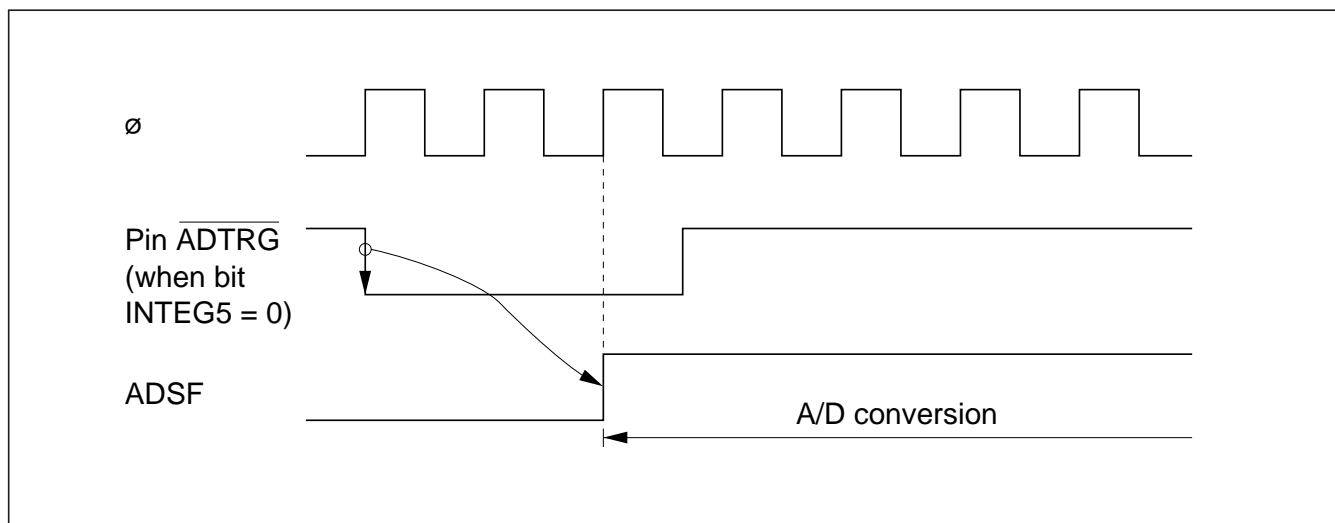 ø
Pin ADTRG
(when bit
INTEG5 = 0)
ADSF
A/D conversion